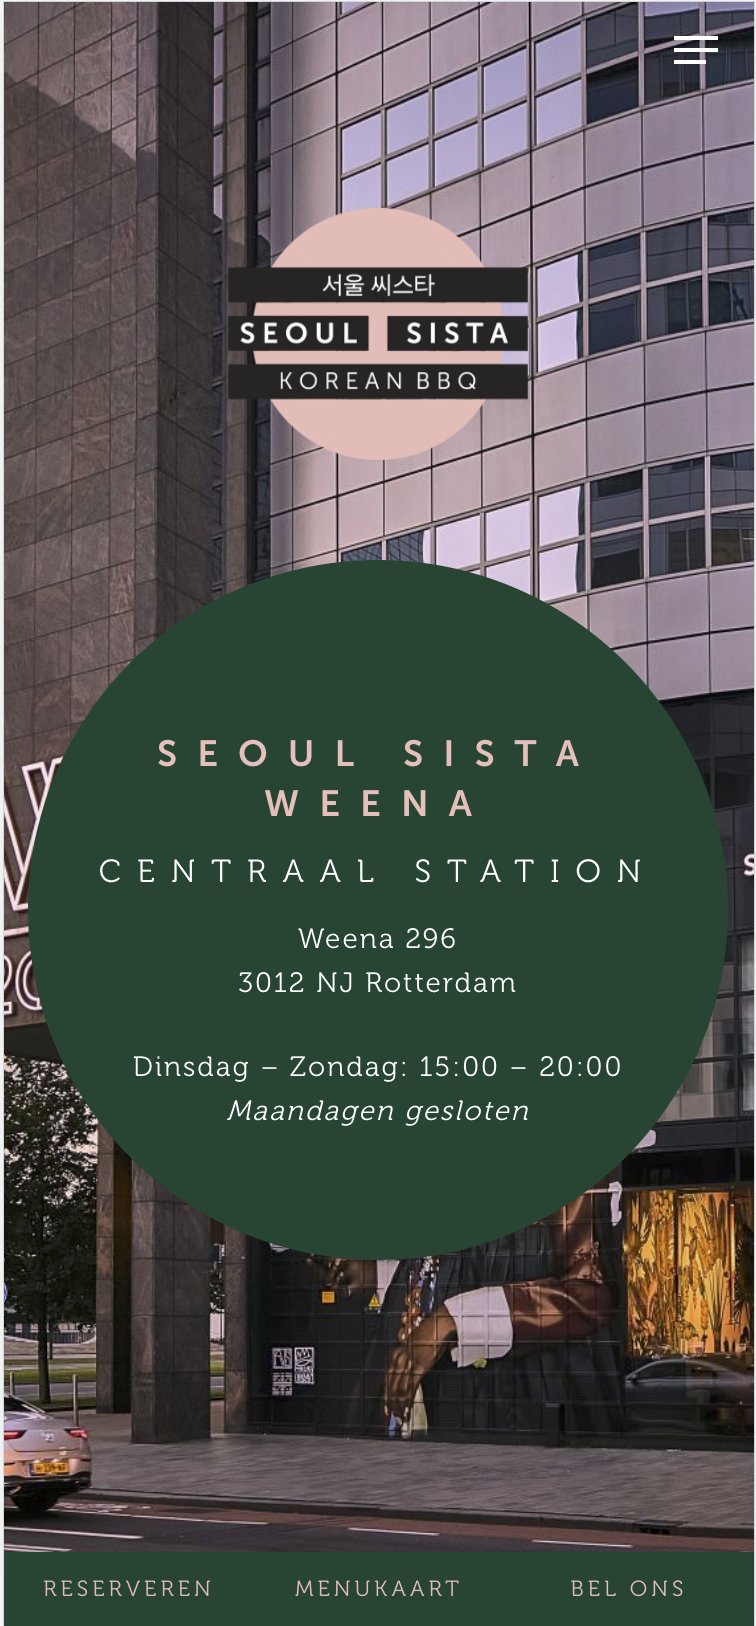 서울 씨스타
SEOUL SISTA
KOREAN BBQ
SEOUL SISTA
WEENA
CENTRAAL STATION
Weena 296
3012 NJ Rotterdam
Dinsdag – Zondag: 15:00 – 20:00
Maandagen gesloten
RESERVEREN MENUKAART BEL ONS